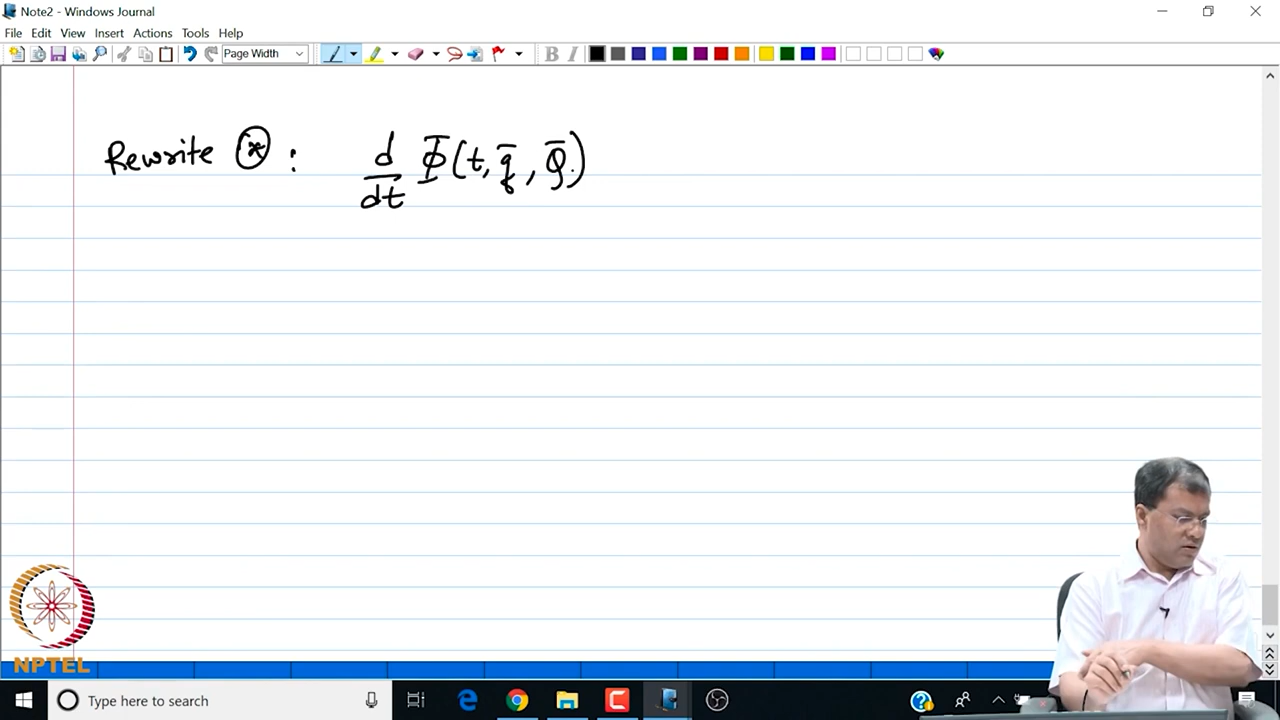 Note2 - Windows Journal
File Edit View Insert Actions Tools Help
Page Width B I
Rewrite ⊛ : d/dt Φ(t, q̅, Q̅)
NPTEL
Type here to search